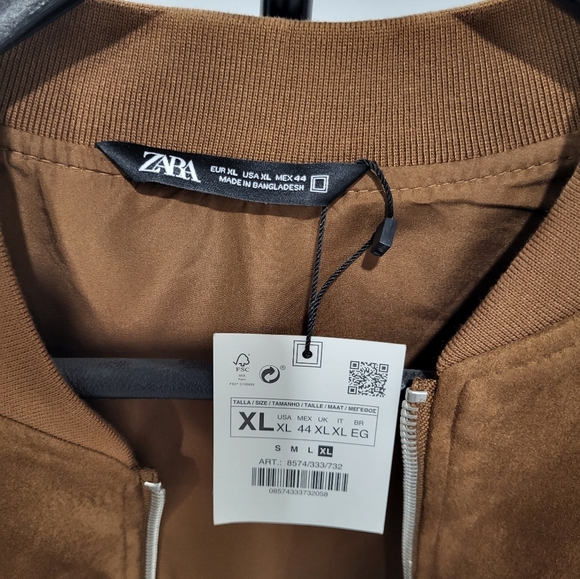 ZARA
EUR XL USA XL MEX 44
MADE IN BANGLADESH
FSC
TALLA / SIZE / TAMANHO / TAILLE / MAAT / ΜΕΓΕΘΟΣ
XL
USA MEX UK IT BR
XL 44 XL XL EG
S M L XL
ART.: 8574/333/732
08574333732058